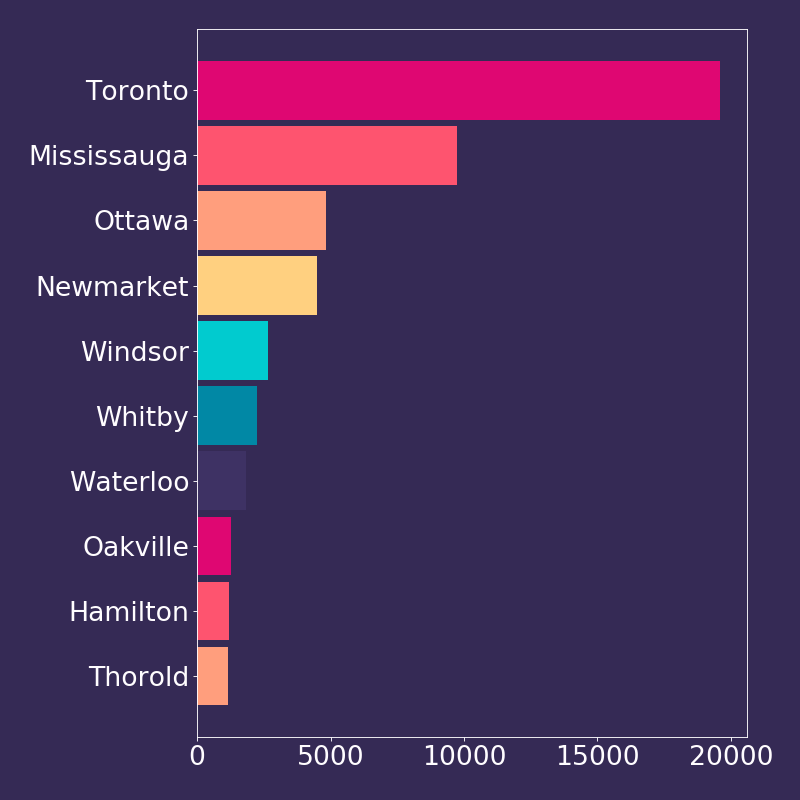 Toronto
Mississauga
Ottawa
Newmarket
Windsor
Whitby
Waterloo
Oakville
Hamilton
Thorold
0 5000 10000 15000 20000